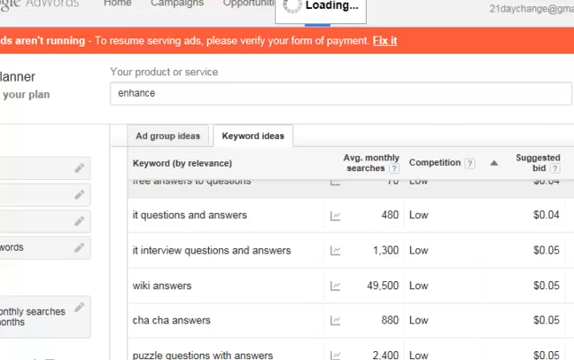 ogle AdWords
Home Campaigns Opportuniti
Loading...
21daychange@gma
ds aren't running - To resume serving ads, please verify your form of payment. Fix it
lanner
your plan
Your product or service
enhance
Ad group ideas Keyword ideas
Keyword (by relevance) Avg. monthly searches ? Competition ? Suggested bid ?
free answers to questions 70 Low $0.04
it questions and answers 480 Low $0.04
it interview questions and answers 1,300 Low $0.05
words
wiki answers 49,500 Low $0.05
onthly searches
onths
cha cha answers 880 Low $0.05
puzzle questions with answers 2,400 Low $0.05